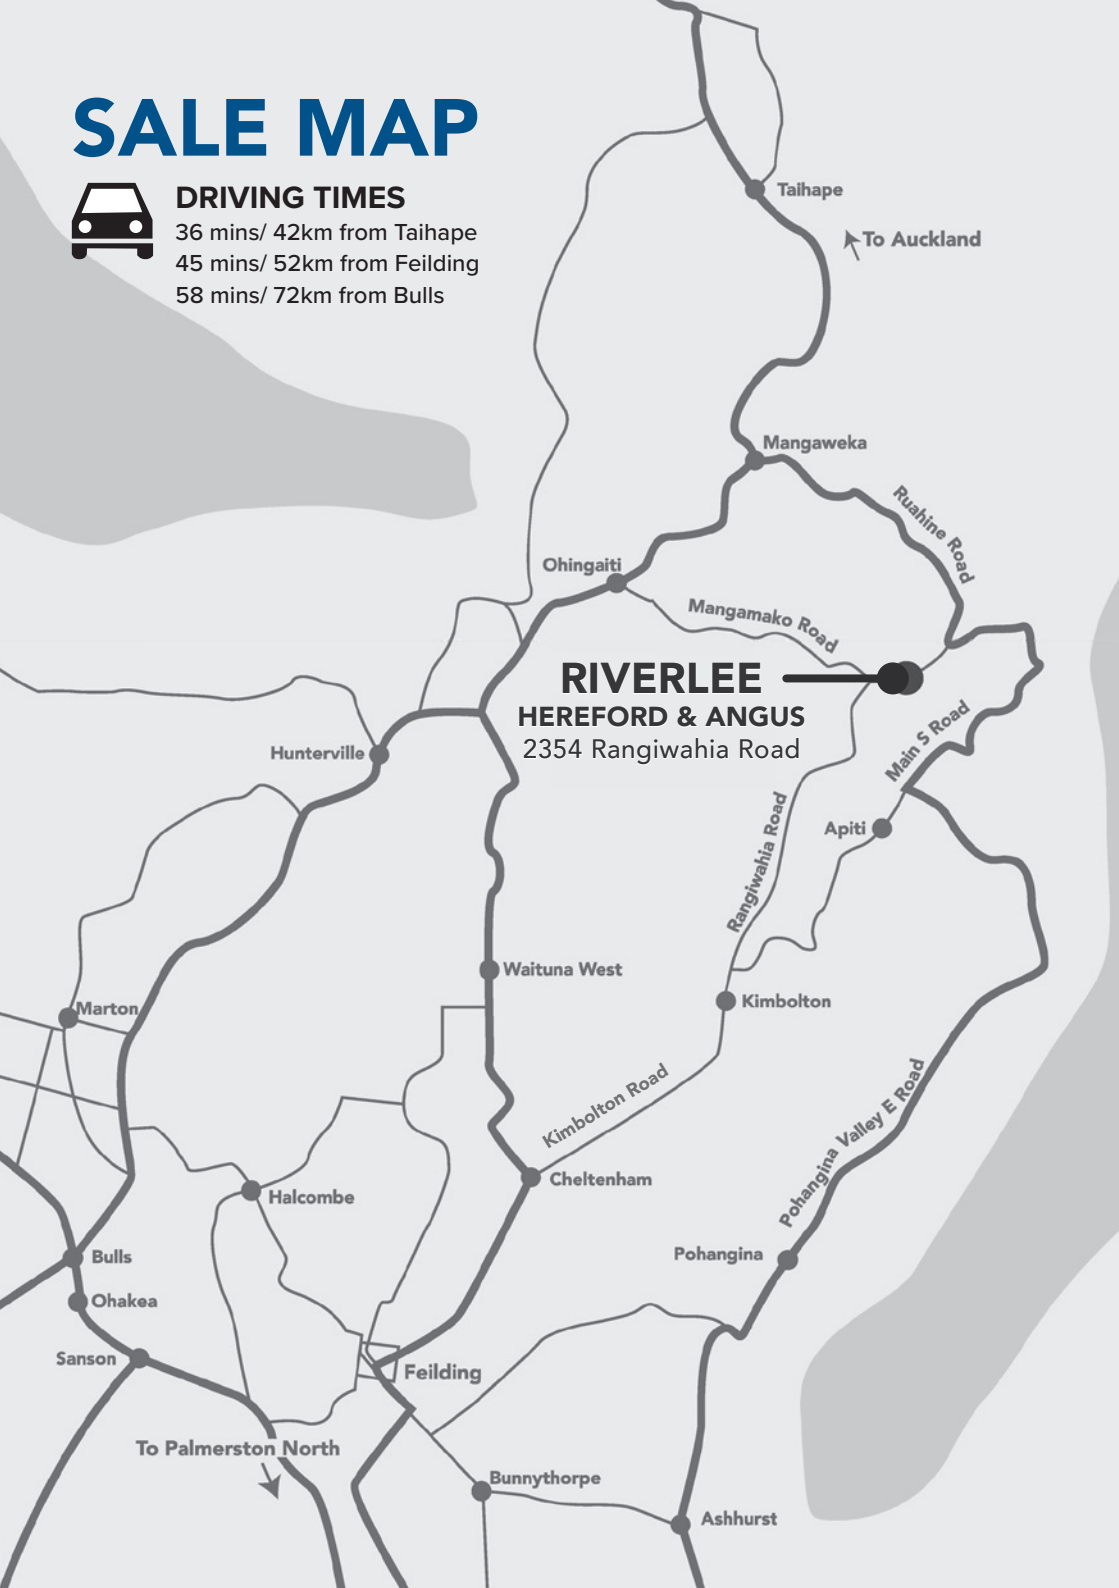 SALE MAP
DRIVING TIMES
36 mins/ 42km from Taihape
45 mins/ 52km from Feilding
58 mins/ 72km from Bulls
Taihape
To Auckland
Mangaweka
Ruahine Road
Ohingaiti
Mangamako Road
RIVERLEE
HEREFORD & ANGUS
2354 Rangiwahia Road
Main S Road
Hunterville
Rangiwahia Road
Apiti
Waituna West
Kimbolton
Marton
Kimbolton Road
Pohangina Valley E Road
Cheltenham
Halcombe
Pohangina
Bulls
Ohakea
Sanson
Feilding
To Palmerston North
Bunnythorpe
Ashhurst